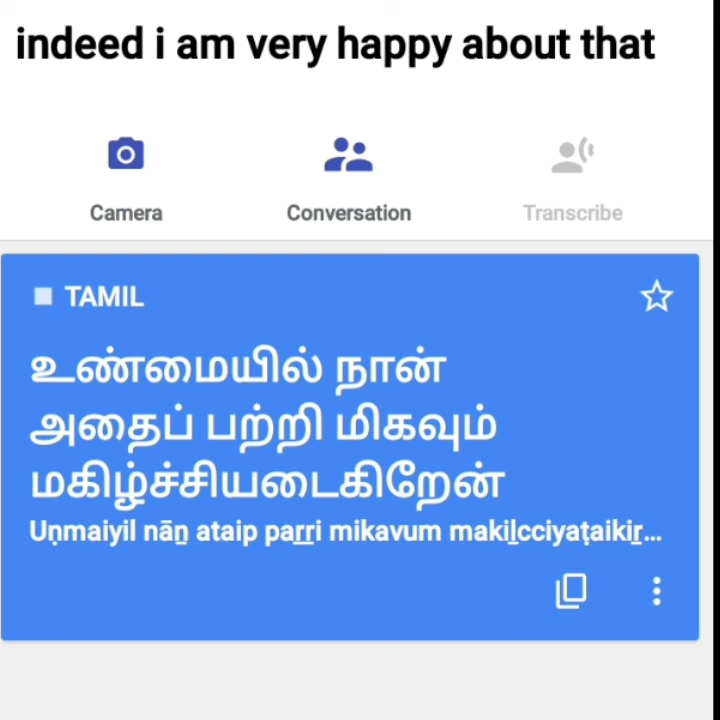 indeed i am very happy about that
Camera Conversation Transcribe
TAMIL
உண்மையில் நான்
அதைப் பற்றி மிகவும்
மகிழ்ச்சியடைகிறேன்
Uṇmaiyil nāṉ ataip paṟṟi mikavum makiḻcciyaṭaikiṟ...